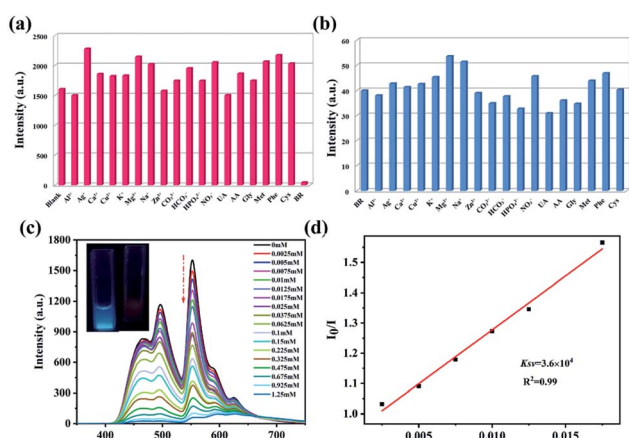 (a)
2500
2000
1500
1000
500
0
Intensity (a.u.)
Blank Al³⁺ Ag⁺ Ca²⁺ Cu²⁺ K⁺ Mg²⁺ Na⁺ Zn²⁺ CO₃²⁻ HCO₃⁻ HPO₄²⁻ NO₃⁻ UA AA Gly Met Phe Cys BR
(b)
60
50
40
30
20
10
0
Intensity (a.u.)
BR Al³⁺ Ag⁺ Ca²⁺ Cu²⁺ K⁺ Mg²⁺ Na⁺ Zn²⁺ CO₃²⁻ HCO₃⁻ HPO₄²⁻ NO₃⁻ UA AA Gly Met Phe Cys
(c)
1800
1500
1200
900
600
300
0
Intensity (a.u.)
400 500 600 700
0mM
0.0025mM
0.005mM
0.0075mM
0.01mM
0.0125mM
0.0175mM
0.025mM
0.0375mM
0.0625mM
0.1mM
0.15mM
0.225mM
0.325mM
0.475mM
0.675mM
0.925mM
1.25mM
(d)
1.5
1.4
1.3
1.2
1.1
1.0
I₀/I
Ksv=3.6×10⁴
R²=0.99
0.005 0.010 0.015